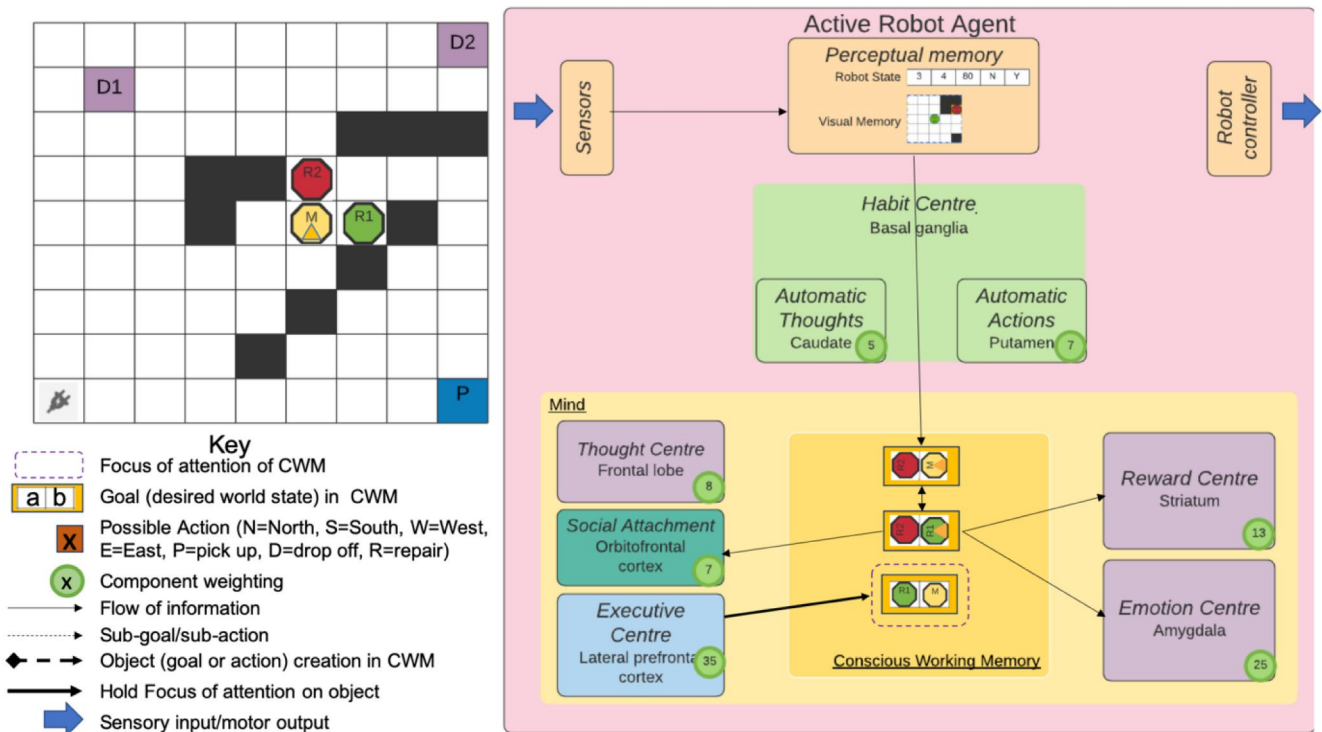 D2
D1
R2
M
R1
P
Key
Focus of attention of CWM
a b
Goal (desired world state) in CWM
X
Possible Action (N=North, S=South, W=West,
E=East, P=pick up, D=drop off, R=repair)
x
Component weighting
Flow of information
Sub-goal/sub-action
Object (goal or action) creation in CWM
Hold Focus of attention on object
Sensory input/motor output
Active Robot Agent
Sensors
Perceptual memory
Robot State 3 4 80 N Y
Visual Memory
Robot
controller
Habit Centre
Basal ganglia
Automatic
Thoughts
Caudate 5
Automatic
Actions
Putamen 7
Mind
Thought Centre
Frontal lobe
8
Social Attachment
Orbitofrontal
cortex
7
Executive
Centre
Lateral prefrontal
cortex
35
R2 M
R2 R1
R1 M
Conscious Working Memory
Reward Centre
Striatum
13
Emotion Centre
Amygdala
25